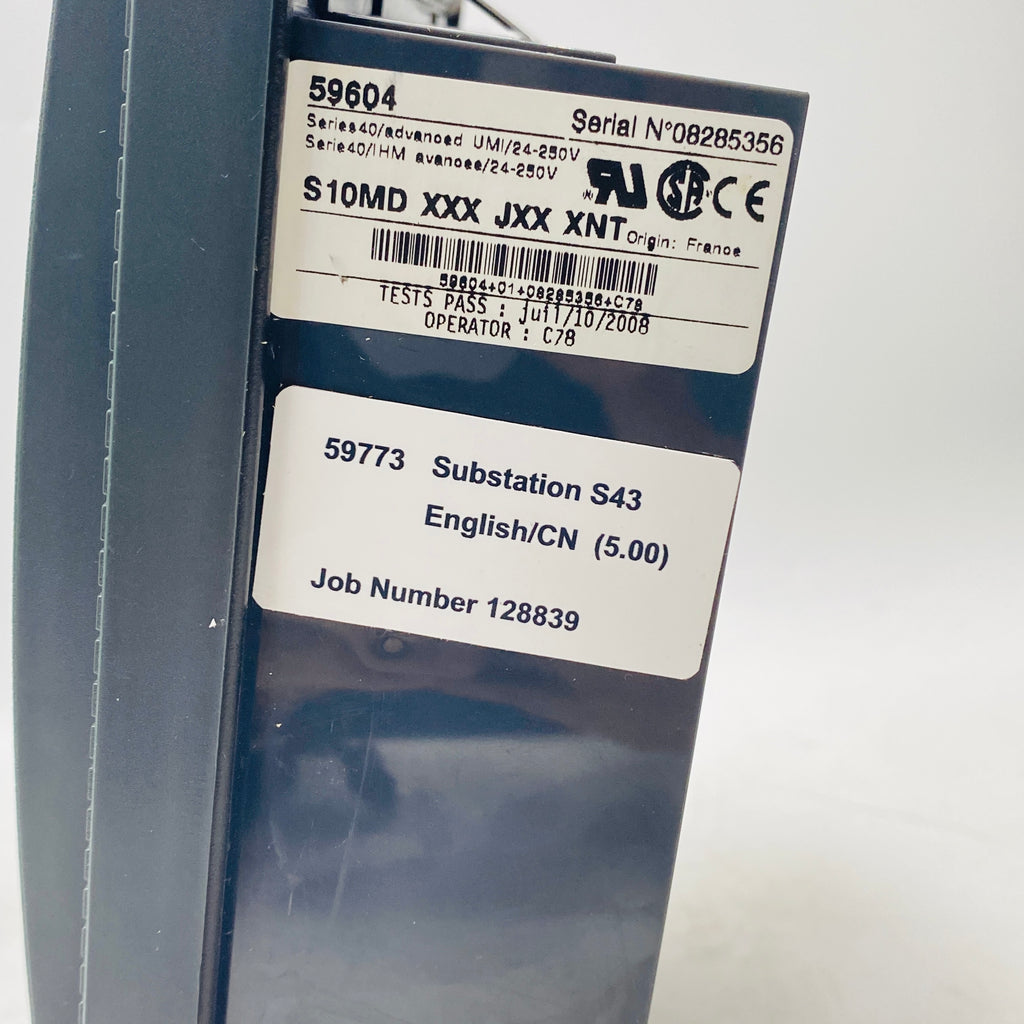 59604
Serial N°08285356
Series40/advanced UMI/24-250V
Serie40/IHM avancee/24-250V
S10MD XXX JXX XNT
Origin: France
59604+01+08285356+C78
TESTS PASS : Juil/10/2008
OPERATOR : C78
59773 Substation S43
English/CN (5.00)
Job Number 128839